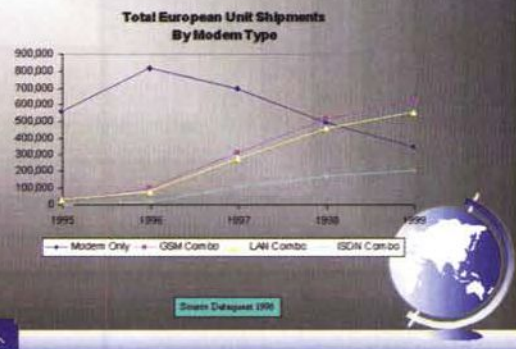 Total European Unit Shipments
By Modem Type
900,000
800,000
700,000
600,000
500,000
400,000
300,000
200,000
100,000
0
1995 1996 1997 1998 1999
Modem Only GSM Combo LAN Combo ISDN Combo
Source Dataquest 1996